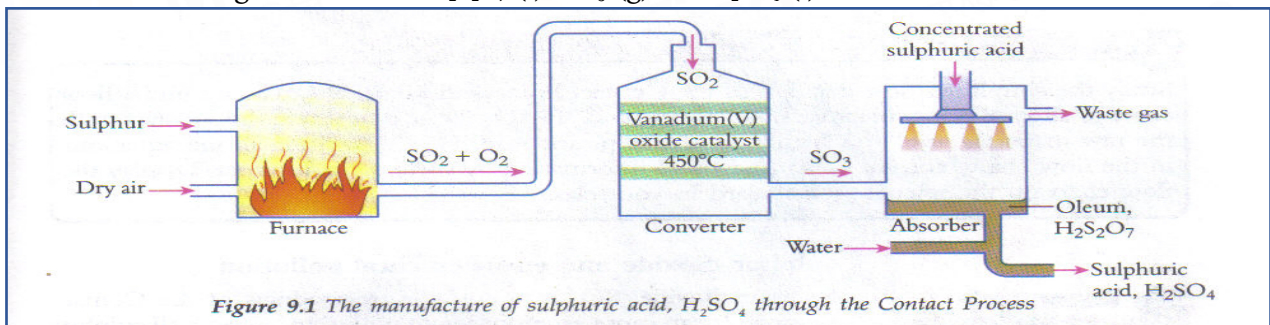 Concentrated
sulphuric acid
SO₂
Sulphur
Vanadium(V)
oxide catalyst
450°C
Waste gas
SO₂ + O₂
SO₃
Dry air
Oleum,
H₂S₂O₇
Furnace
Converter
Absorber
Water
Sulphuric
acid, H₂SO₄
Figure 9.1 The manufacture of sulphuric acid, H₂SO₄ through the Contact Process